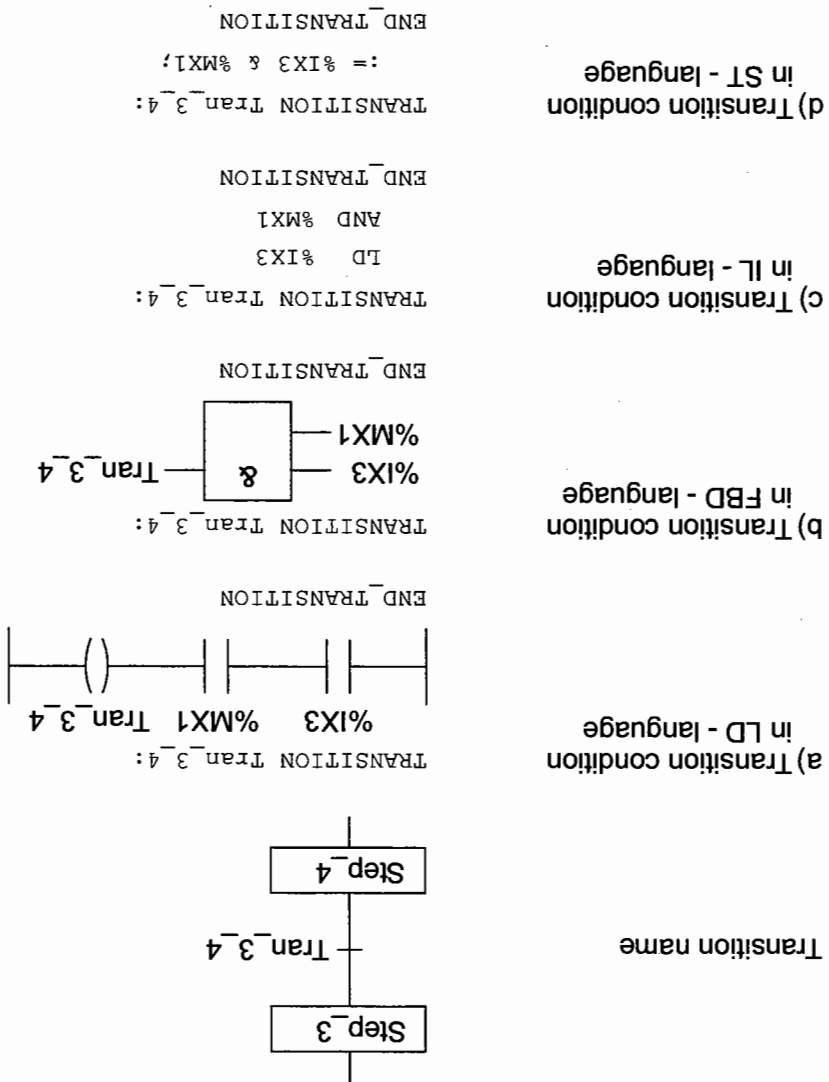 Step_3
Transition name
Tran_3_4
Step_4
a) Transition condition
in LD - language
TRANSITION Tran_3_4:
%IX3 %MX1 Tran_3_4
END_TRANSITION
b) Transition condition
in FBD - language
TRANSITION Tran_3_4:
%IX3
%MX1
&
Tran_3_4
END_TRANSITION
c) Transition condition
in IL - language
TRANSITION Tran_3_4:
LD %IX3
AND %MX1
END_TRANSITION
d) Transition condition
in ST - language
TRANSITION Tran_3_4:
:= %IX3 & %MX1;
END_TRANSITION